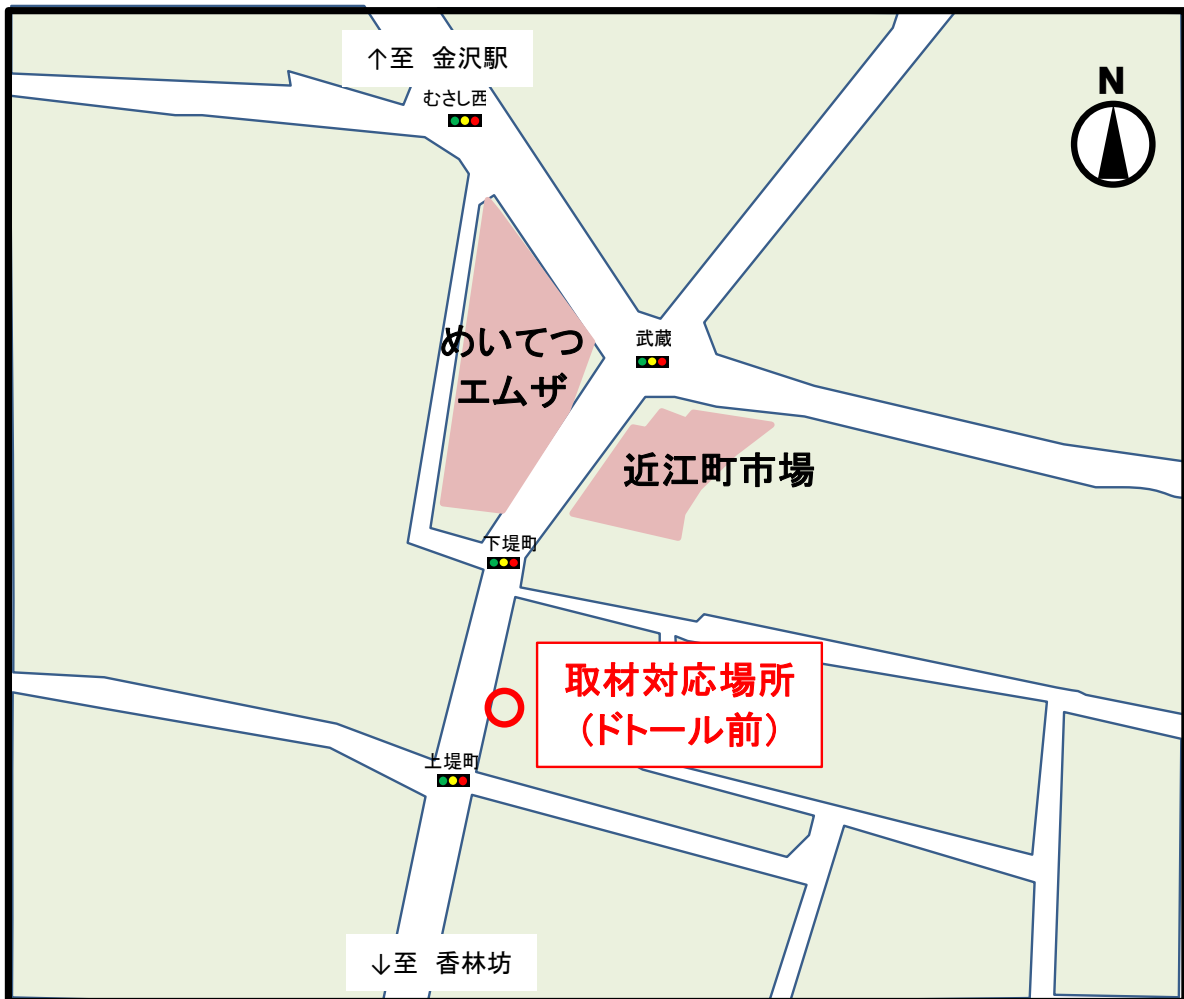 ↑至 金沢駅
N
むさし西
武蔵
めいてつ
エムザ
近江町市場
下堤町
取材対応場所
(ドトール前)
上堤町
↓至 香林坊